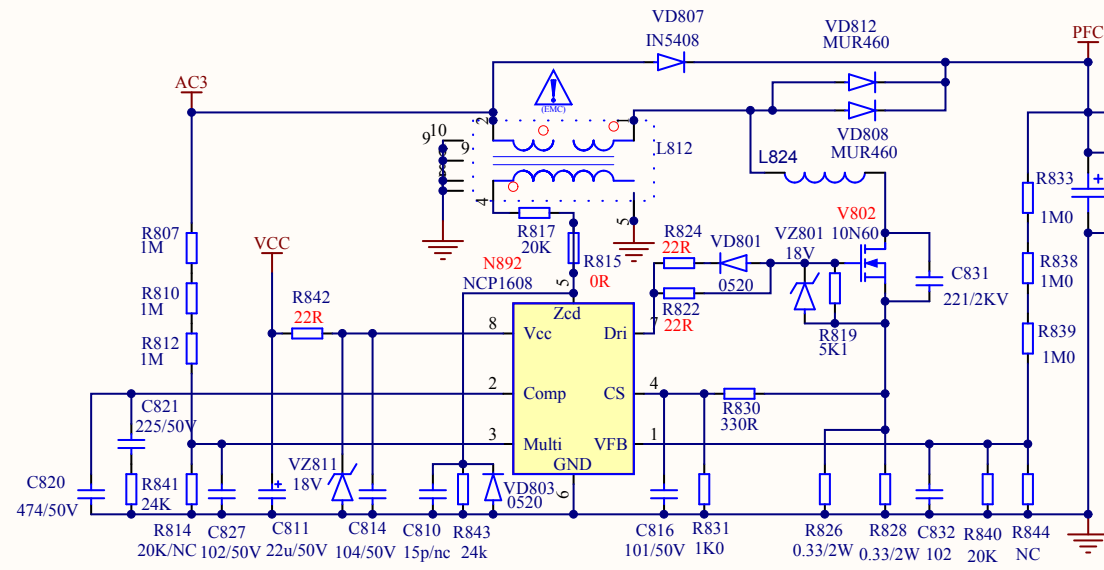 VD807
IN5408
VD812
MUR460
PFC
AC3
(EMC)
2
1
10
9
9
L812
VD808
MUR460
L824
4
5
R817
20K
R815
0R
5
R824
22R
VD801
0520
R822
22R
VZ801
18V
V802
10N60
C831
221/2KV
R819
5K1
R833
1M0
R838
1M0
R839
1M0
R807
1M
R810
1M
R812
1M
VCC
R842
22R
N892
NCP1608
Zcd
8
Vcc
Dri
7
2
Comp
CS
4
3
Multi
VFB
1
GND
6
R830
330R
C821
225/50V
C820
474/50V
R841
24K
R814
20K/NC
C827
102/50V
C811
22u/50V
VZ811
18V
C814
104/50V
C810
15p/nc
R843
24k
VD803
0520
C816
101/50V
R831
1K0
R826
0.33/2W
R828
0.33/2W
C832
102
R840
20K
R844
NC